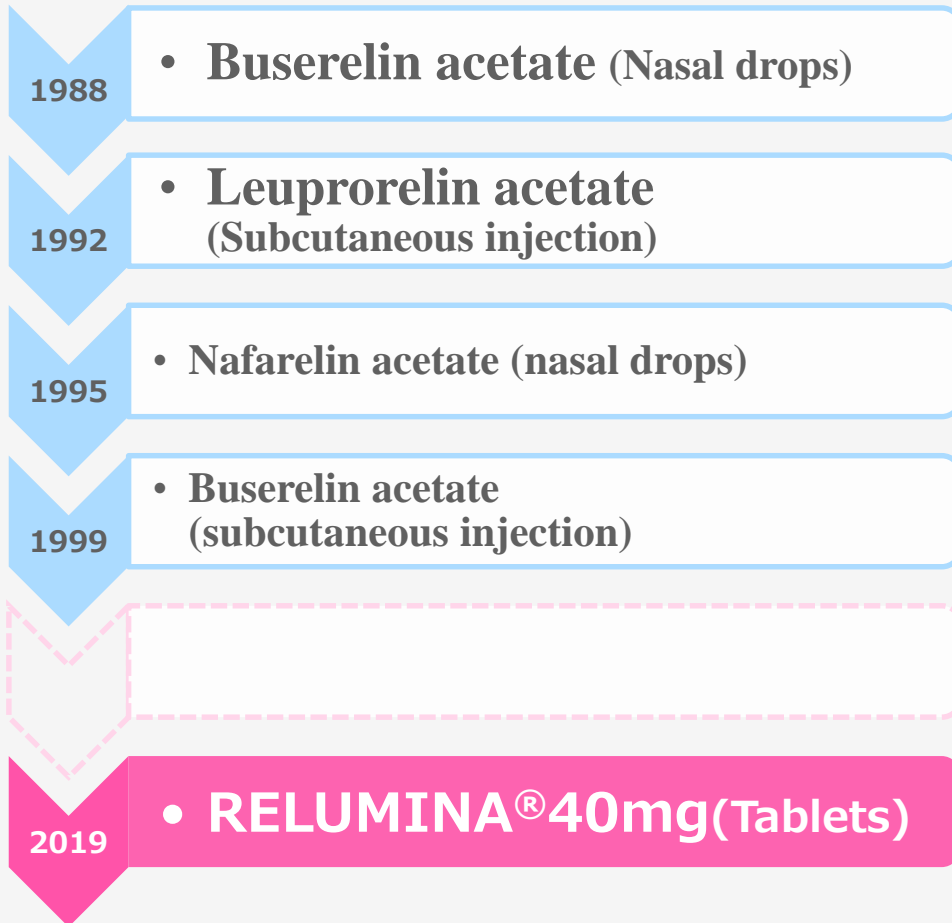 1988
• Buserelin acetate (Nasal drops)
1992
• Leuprorelin acetate
(Subcutaneous injection)
1995
• Nafarelin acetate (nasal drops)
1999
• Buserelin acetate
(subcutaneous injection)
2019
• RELUMINA®40mg(Tablets)